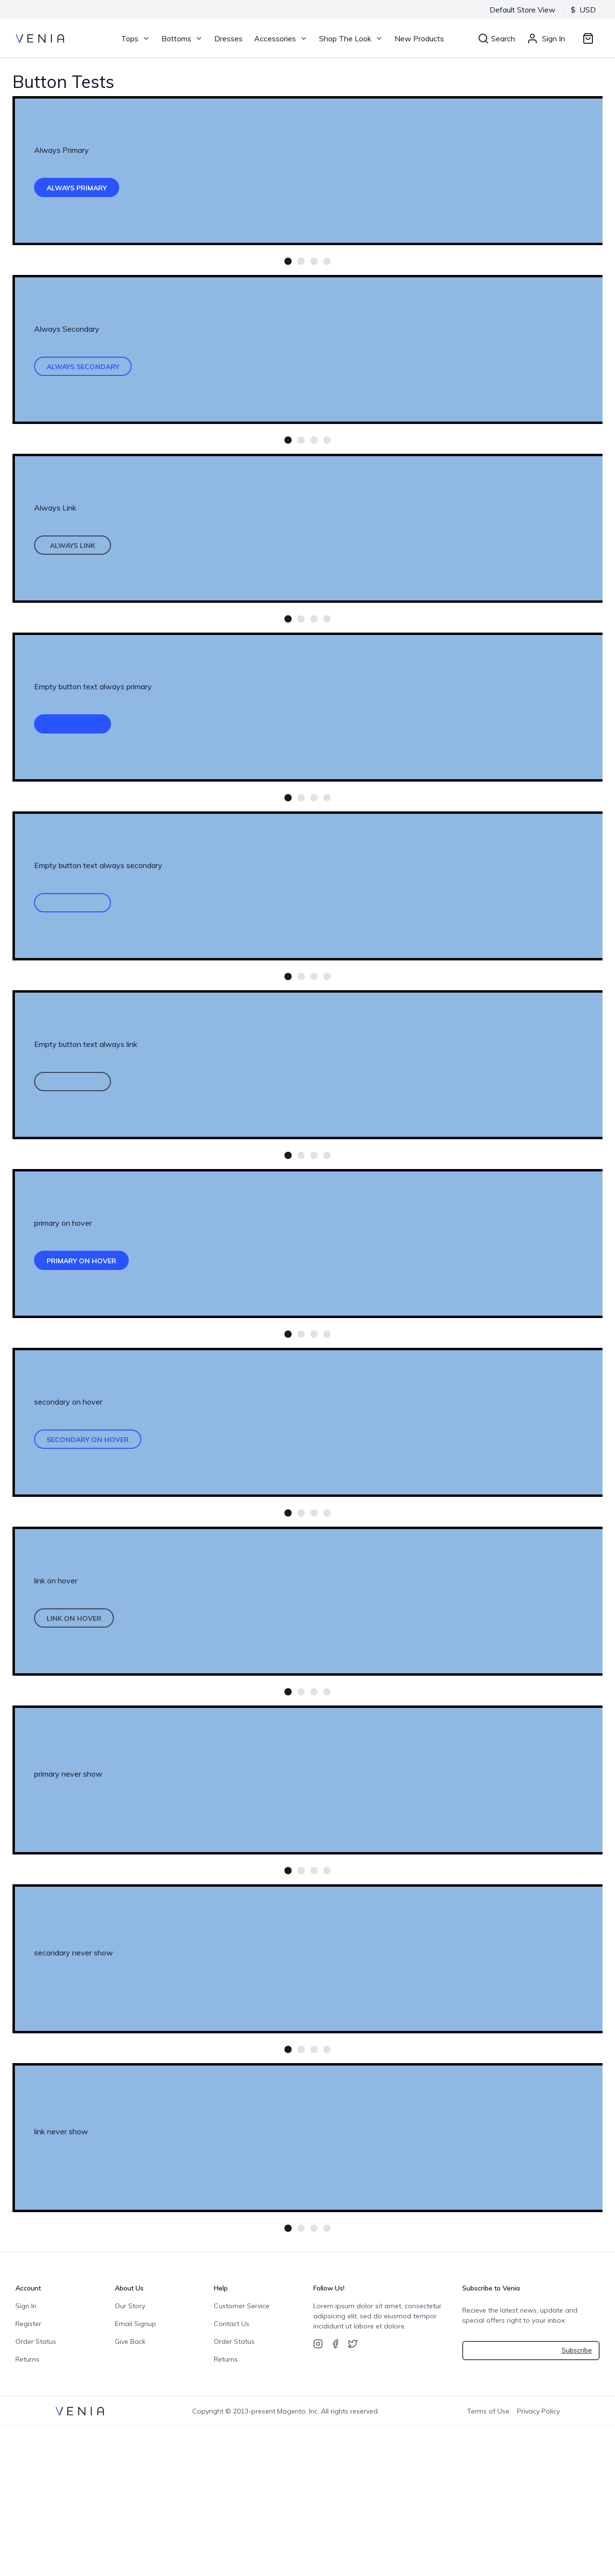 Default Store View $ USD
VENIA Tops Bottoms Dresses Accessories Shop The Look New Products Search Sign In
Button Tests
Always Primary
ALWAYS PRIMARY
Always Secondary
ALWAYS SECONDARY
Always Link
ALWAYS LINK
Empty button text always primary
Empty button text always secondary
Empty button text always link
primary on hover
PRIMARY ON HOVER
secondary on hover
SECONDARY ON HOVER
link on hover
LINK ON HOVER
primary never show
secondary never show
link never show
Account
Sign In
Register
Order Status
Returns
About Us
Our Story
Email Signup
Give Back
Help
Customer Service
Contact Us
Order Status
Returns
Follow Us!
Lorem ipsum dolor sit amet, consectetur
adipsicing elit, sed do eiusmod tempor
incididunt ut labore et dolore.
Subscribe to Venia
Recieve the latest news, update and
special offers right to your inbox.
Subscribe
VENIA Copyright © 2013-present Magento, Inc. All rights reserved. Terms of Use Privacy Policy